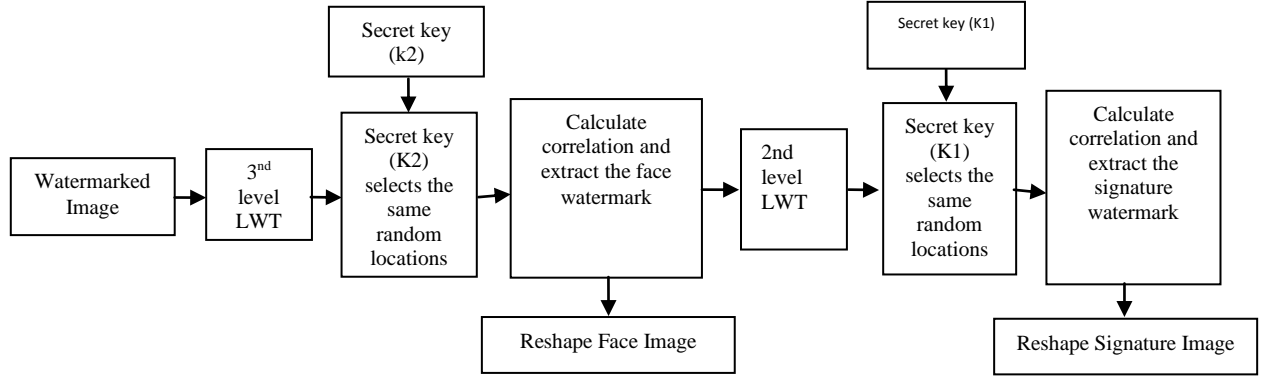 Watermarked
Image
3nd
level
LWT
Secret key
(k2)
Secret key
(K2)
selects the
same
random
locations
Calculate
correlation and
extract the face
watermark
Reshape Face Image
2nd
level
LWT
Secret key (K1)
Secret key
(K1)
selects the
same
random
locations
Calculate
correlation and
extract the
signature
watermark
Reshape Signature Image